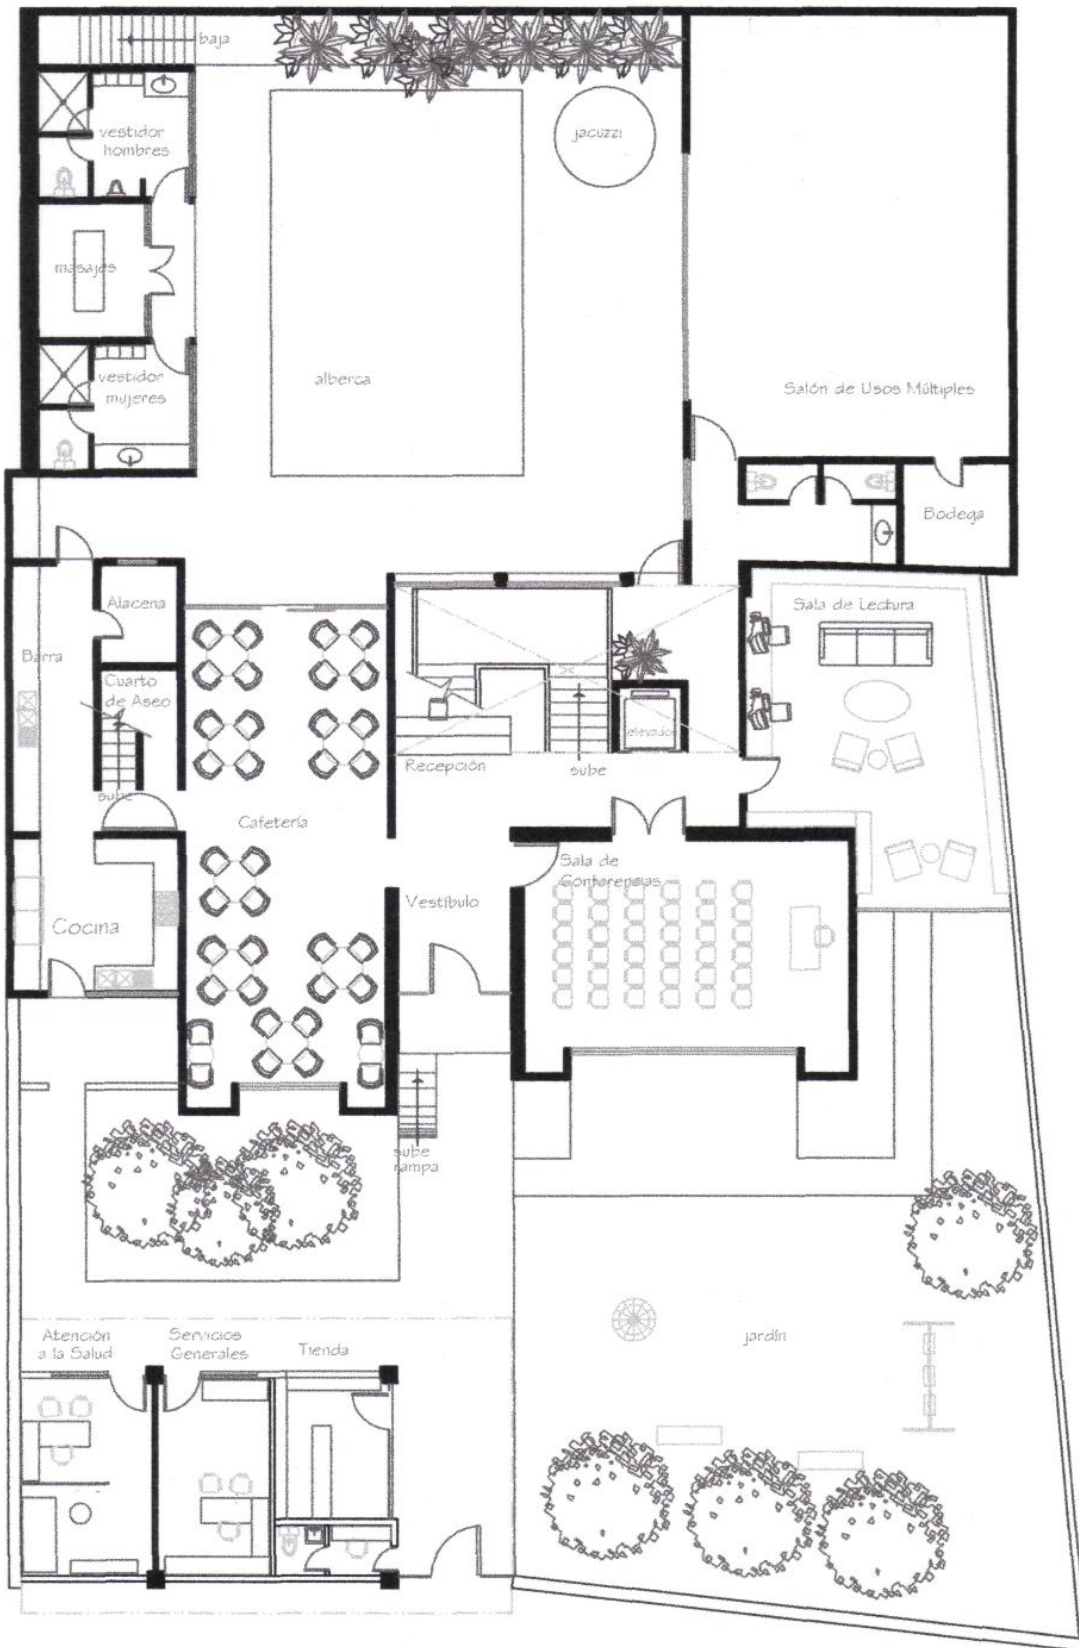 baja
vestidor
hombres
jacuzzi
masajes
vestidor
mujeres
alberca
Salón de Usos Múltiples
Bodega
Alacena
Sala de Lectura
Barra
Cuarto
de Aseo
sube
elevador
Recepción
sube
Cafetería
Sala de
Conferencias
Vestíbulo
Cocina
sube
rampa
Atención
a la Salud
Servicios
Generales
Tienda
jardín